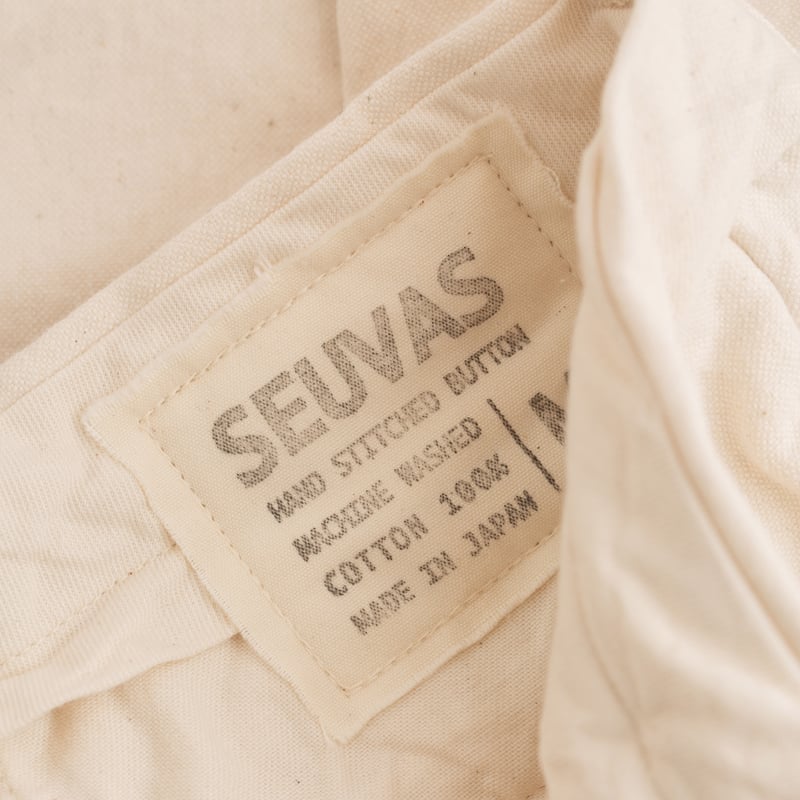 SEUVAS
HAND STITCHED BUTTON
MACHINE WASHED
COTTON 100%
MADE IN JAPAN